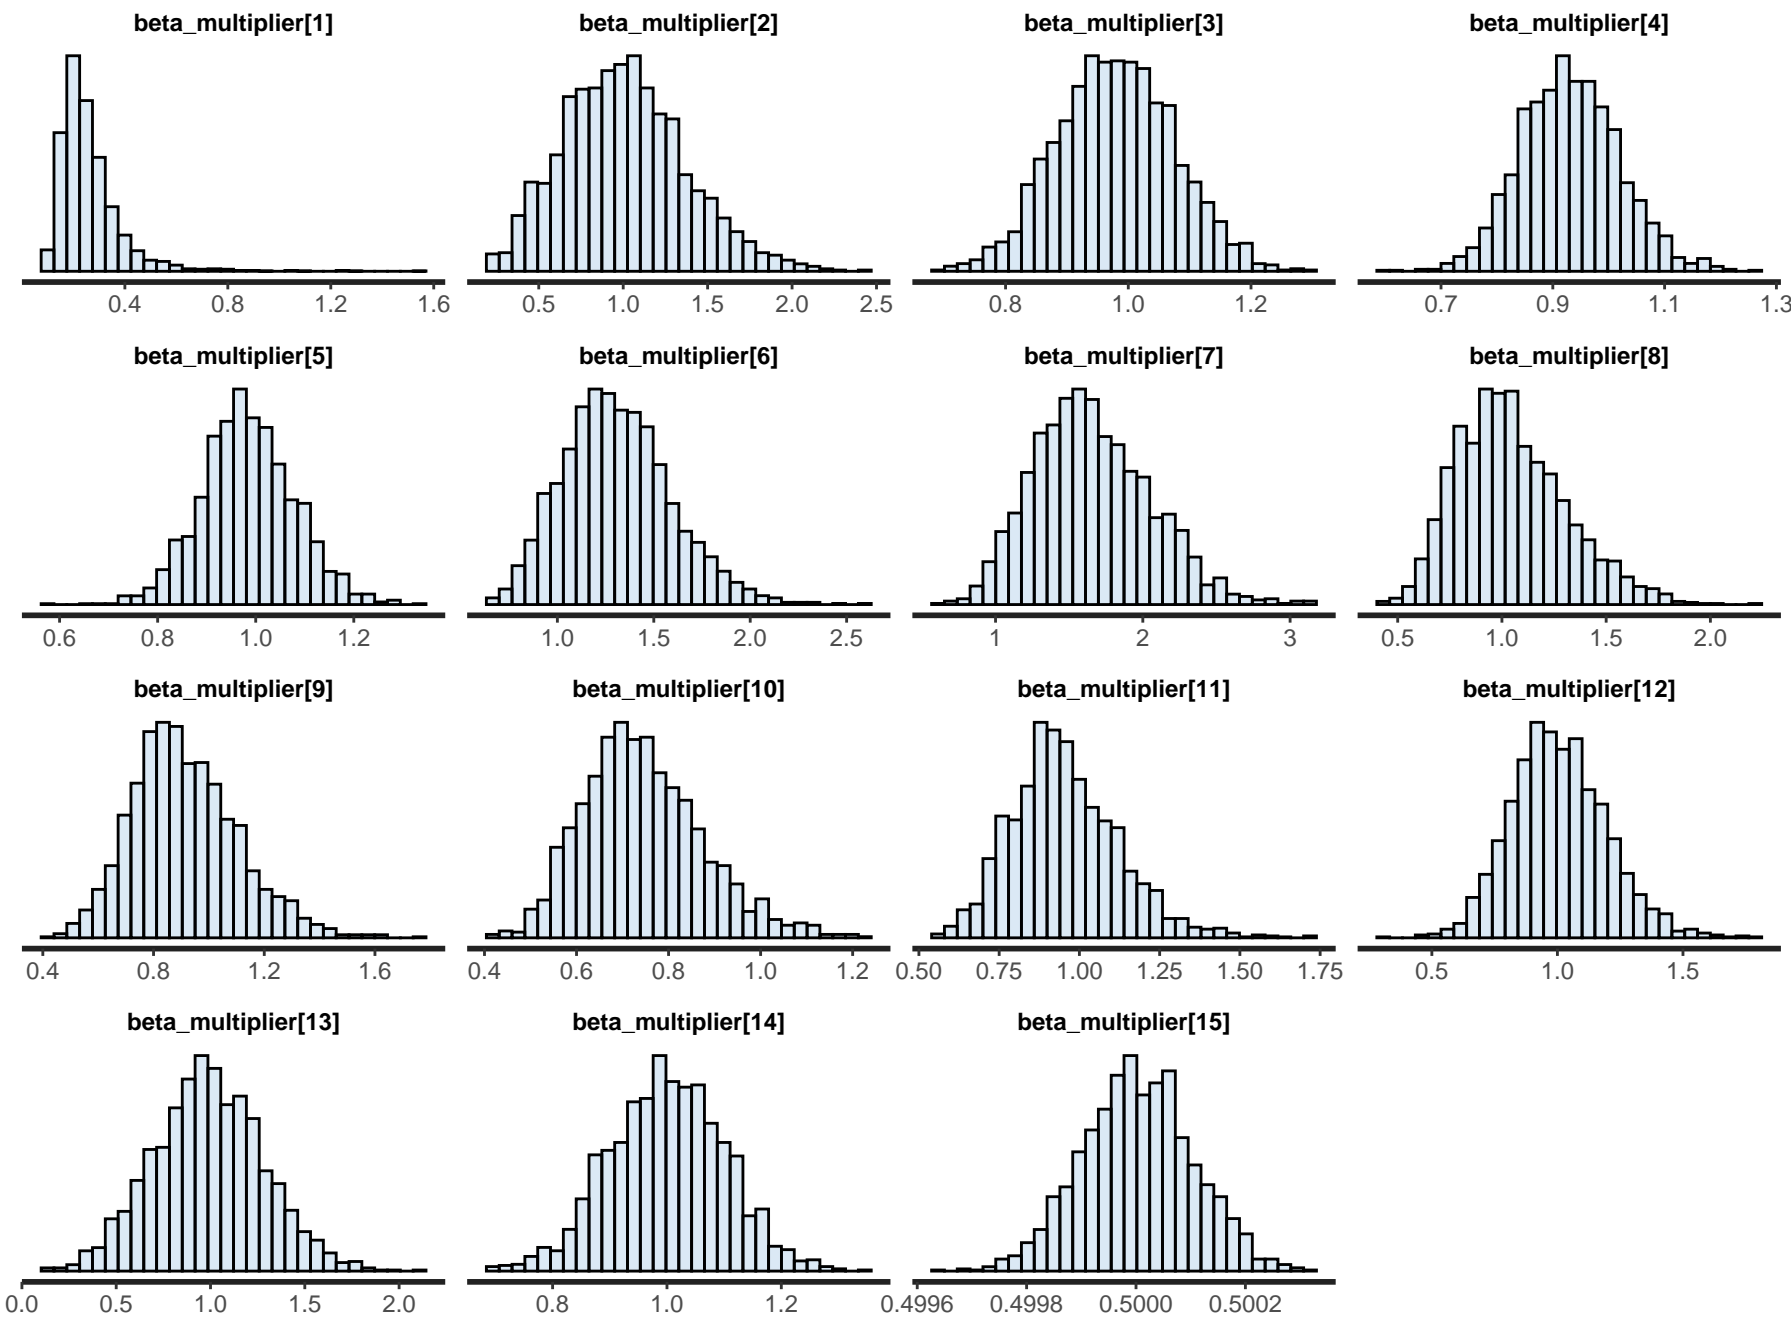 beta_multiplier[1] beta_multiplier[2] beta_multiplier[3] beta_multiplier[4]
0.4 0.8 1.2 1.6 0.5 1.0 1.5 2.0 2.5 0.8 1.0 1.2 0.7 0.9 1.1 1.3
beta_multiplier[5] beta_multiplier[6] beta_multiplier[7] beta_multiplier[8]
0.6 0.8 1.0 1.2 1.0 1.5 2.0 2.5 1 2 3 0.5 1.0 1.5 2.0
beta_multiplier[9] beta_multiplier[10] beta_multiplier[11] beta_multiplier[12]
0.4 0.8 1.2 1.6 0.4 0.6 0.8 1.0 1.2 0.50 0.75 1.00 1.25 1.50 1.75 0.5 1.0 1.5
beta_multiplier[13] beta_multiplier[14] beta_multiplier[15]
0.0 0.5 1.0 1.5 2.0 0.8 1.0 1.2 0.4996 0.4998 0.5000 0.5002